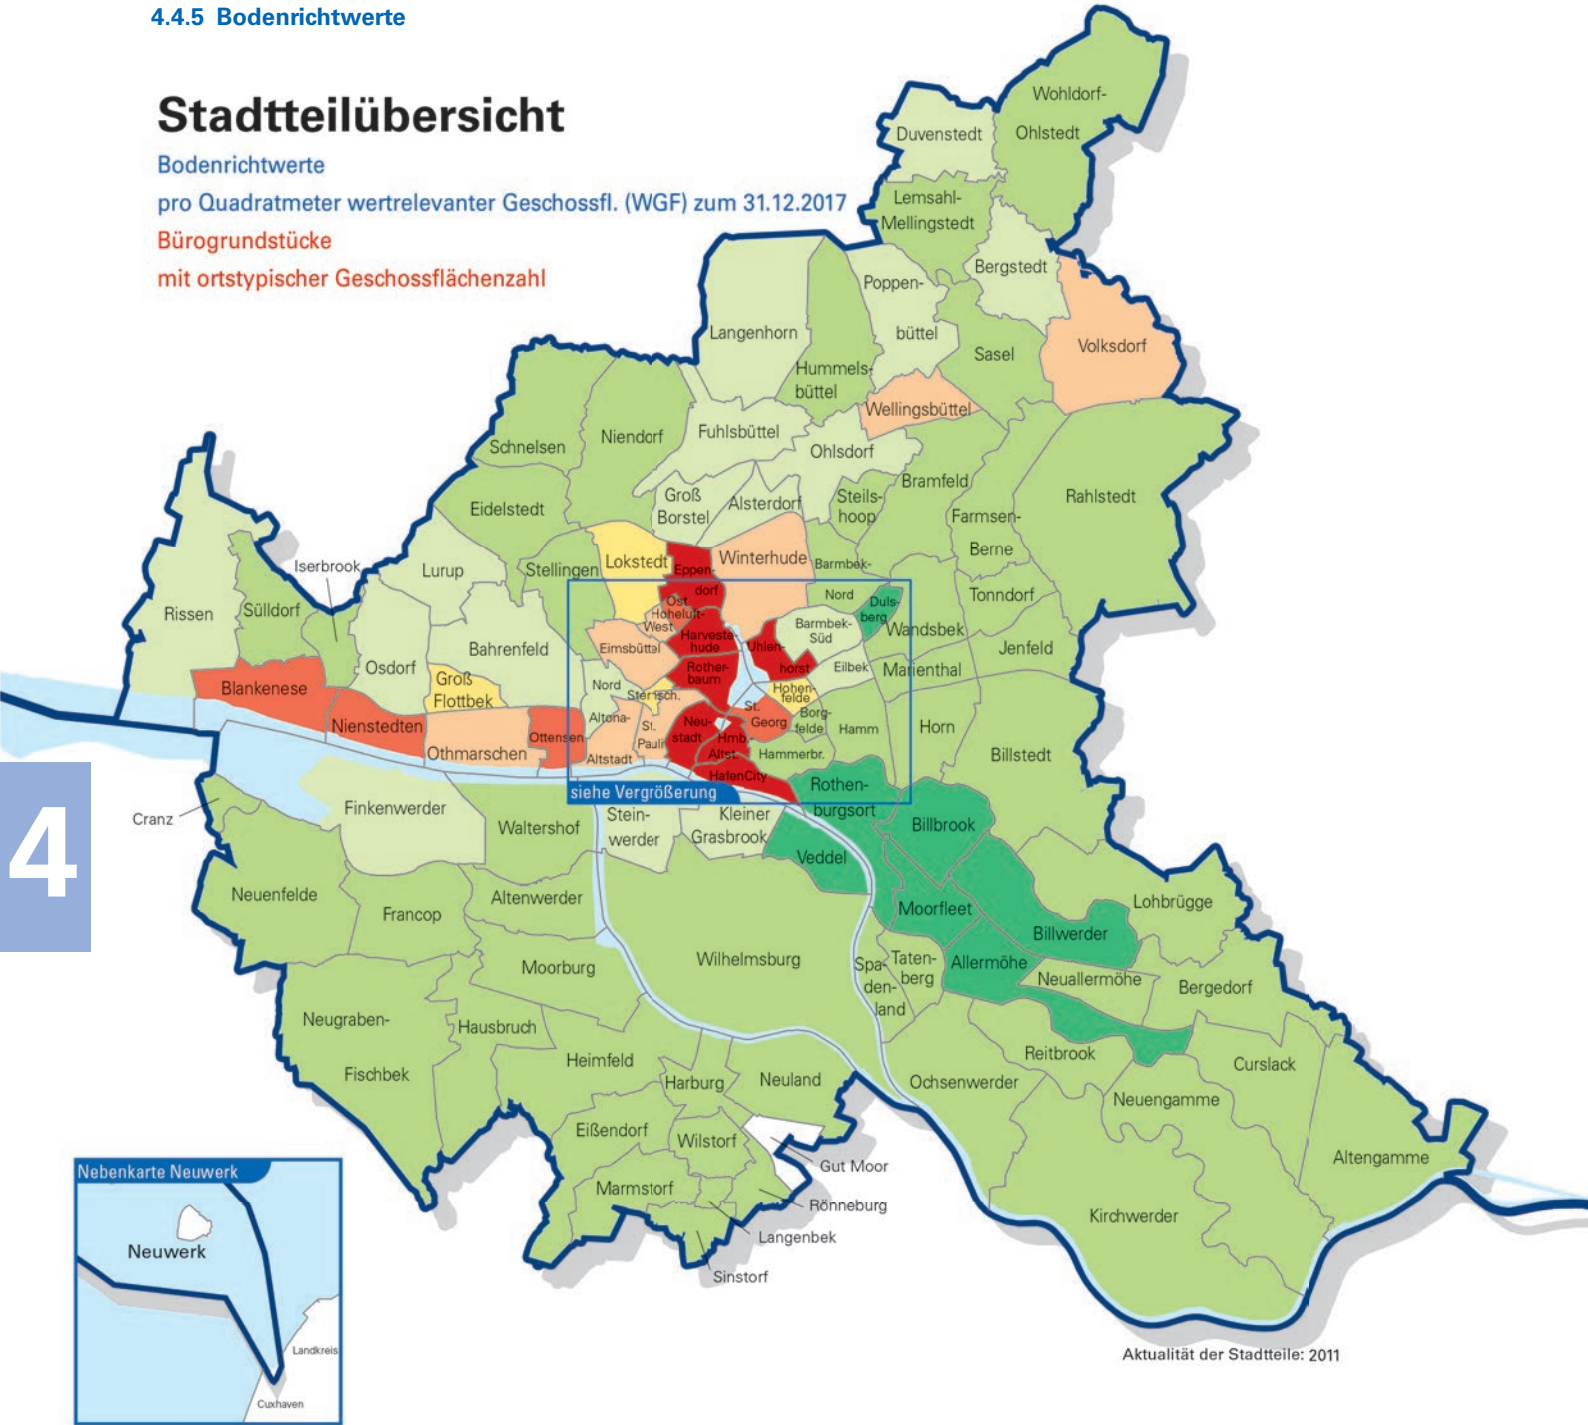 4.4.5 Bodenrichtwerte
Stadtteilübersicht
Bodenrichtwerte
pro Quadratmeter wertrelevanter Geschossfl. (WGF) zum 31.12.2017
Bürogrundstücke
mit ortstypischer Geschossflächenzahl
Wohldorf-
Ohlstedt
Duvenstedt
Lemsahl-
Mellingstedt
Bergstedt
Poppen-
büttel
Langenhorn
Hummels-
büttel
Sasel
Volksdorf
Wellingsbüttel
Schnelsen
Niendorf
Fuhlsbüttel
Ohlsdorf
Bramfeld
Rahlstedt
Eidelstedt
Groß
Borstel
Alsterdorf
Steils-
hoop
Farmsen-
Berne
Iserbrook
Lurup
Stellingen
Lokstedt
Eppen-
dorf
Winterhude
Barmbek-
Nord
Duls-
berg
Tonndorf
Rissen
Sülldorf
Ost
Hoheluft-
West
Barmbek-
Süd
Wandsbek
Jenfeld
Osdorf
Bahrenfeld
Eimsbüttel
Harveste-
hude
Uhlen-
horst
Eilbek
Marienthal
Blankenese
Groß
Flottbek
Nord
Sternsch.
Rother-
baum
Hohen-
felde
Nienstedten
Othmarschen
Ottensen
Altona-
Altstadt
St.
Pauli
Neu-
stadt
Hmb.-
Altst.
St.
Georg
Borg-
felde
Hamm
Horn
Billstedt
Hammerbr.
HafenCity
siehe Vergrößerung
Rothen-
burgsort
Cranz
Finkenwerder
Waltershof
Stein-
werder
Kleiner
Grasbrook
Billbrook
Veddel
4
Neuenfelde
Francop
Altenwerder
Moorfleet
Lohbrügge
Billwerder
Moorburg
Wilhelmsburg
Spa-
den-
land
Taten-
berg
Allermöhe
Neuallermöhe
Bergedorf
Neugraben-
Fischbek
Hausbruch
Heimfeld
Harburg
Neuland
Reitbrook
Curslack
Ochsenwerder
Neuengamme
Eißendorf
Wilstorf
Gut Moor
Altengamme
Marmstorf
Rönneburg
Langenbek
Sinstorf
Kirchwerder
Nebenkarte Neuwerk
Neuwerk
Landkreis
Cuxhaven
Aktualität der Stadtteile: 2011